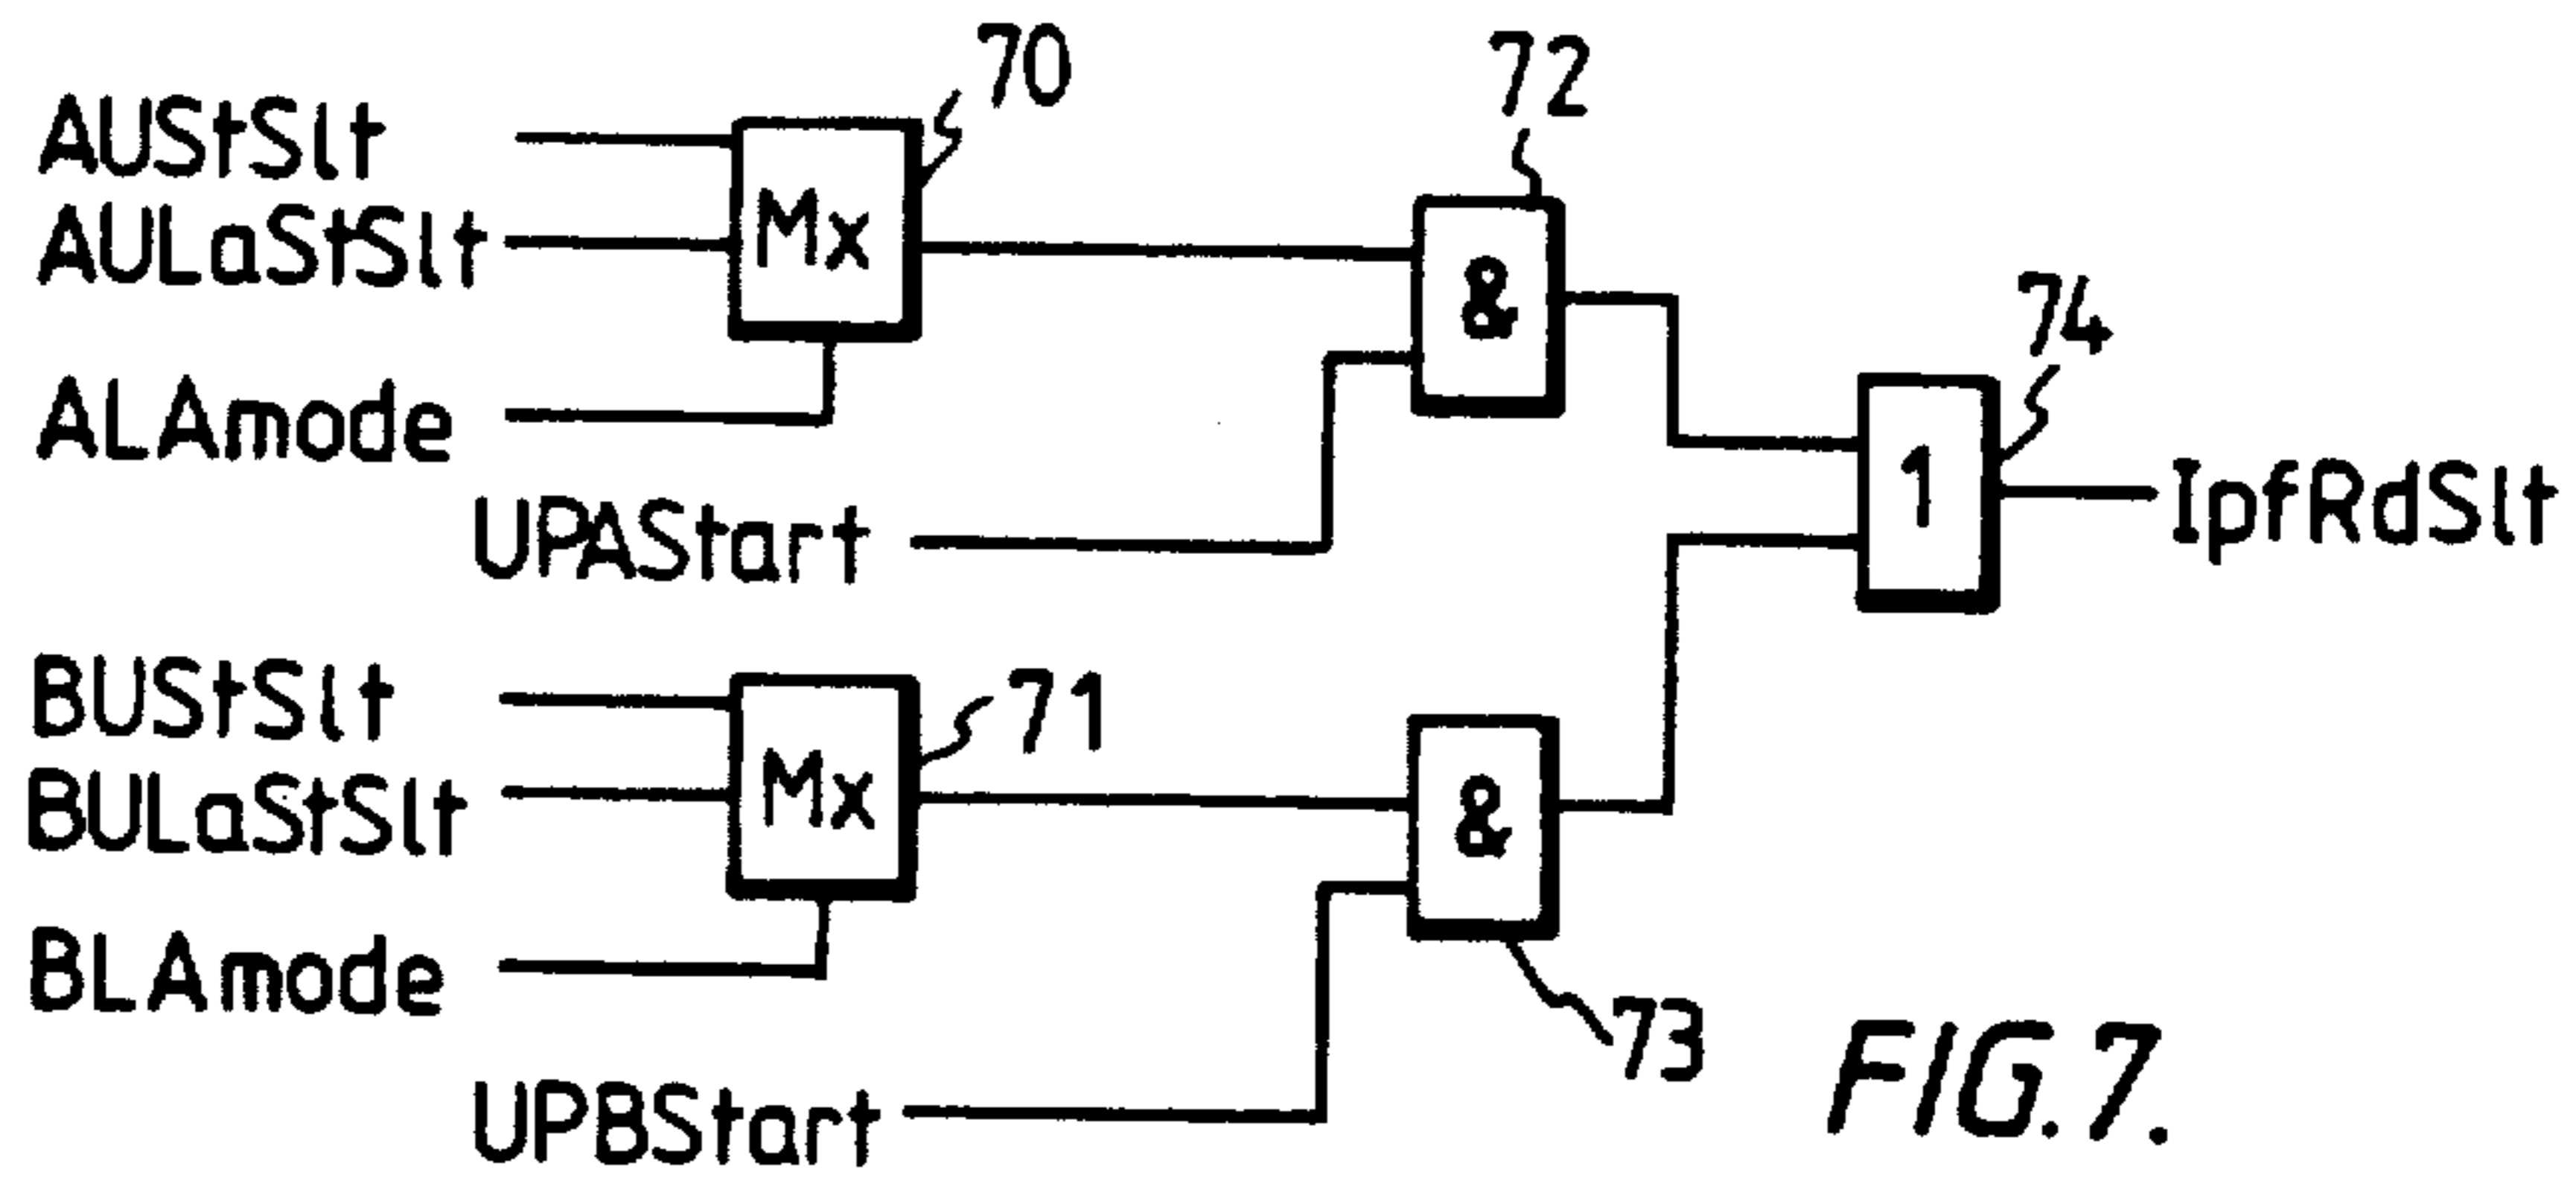 70
72
AUStSlt
AULaStSlt
Mx
&
74
ALAmode
1
IpfRdSlt
UPAStart
BUStSlt
71
BULaStSlt
Mx
&
BLAmode
73
UPBStart
FIG. 7.